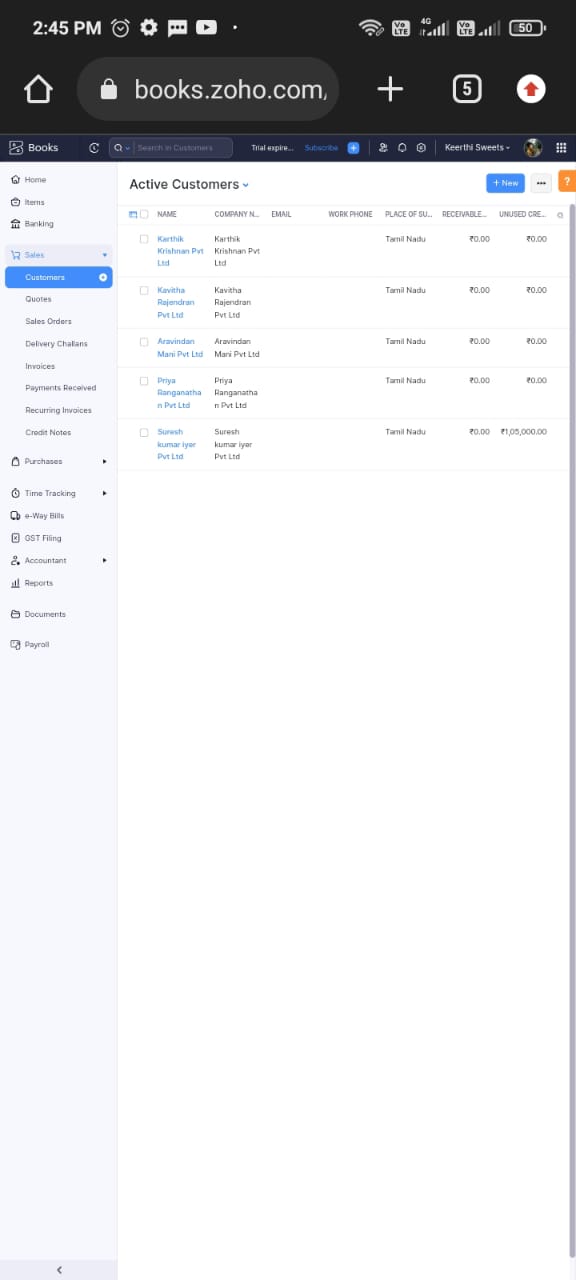 2:45 PM
Vo LTE
4G
Vo LTE
50
books.zoho.com/
5
Books
Search in Customers
Trial expire...
Subscribe
Keerthi Sweets
Home
Items
Banking
Sales
Customers
Quotes
Sales Orders
Delivery Challans
Invoices
Payments Received
Recurring Invoices
Credit Notes
Purchases
Time Tracking
e-Way Bills
GST Filing
Accountant
Reports
Documents
Payroll
Active Customers
+ New
?
NAME COMPANY N... EMAIL WORK PHONE PLACE OF SU... RECEIVABLE... UNUSED CRE...
Karthik Karthik Tamil Nadu ₹0.00 ₹0.00
Krishnan Pvt Krishnan Pvt
Ltd Ltd
Kavitha Kavitha Tamil Nadu ₹0.00 ₹0.00
Rajendran Rajendran
Pvt Ltd Pvt Ltd
Aravindan Aravindan Tamil Nadu ₹0.00 ₹0.00
Mani Pvt Ltd Mani Pvt Ltd
Priya Priya Tamil Nadu ₹0.00 ₹0.00
Ranganatha Ranganatha
n Pvt Ltd n Pvt Ltd
Suresh Suresh Tamil Nadu ₹0.00 ₹1,05,000.00
kumar iyer kumar iyer
Pvt Ltd Pvt Ltd